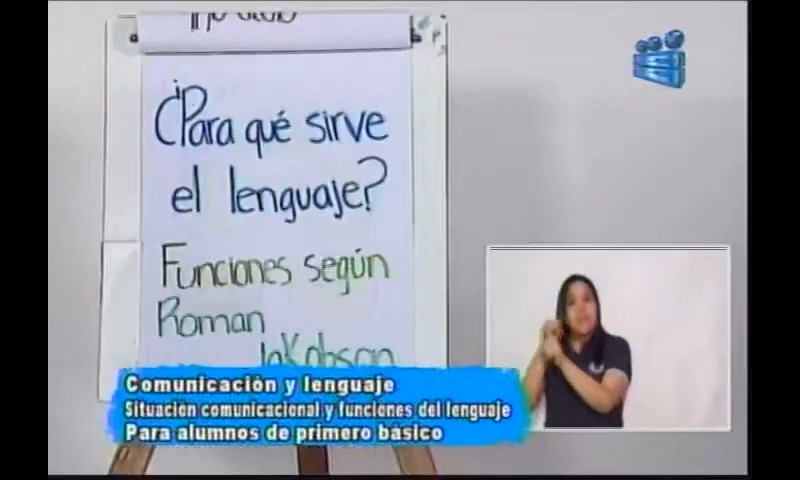 ¿Para qué sirve
el lenguaje?
Funciones según
Roman
Jakobson
Comunicación y lenguaje
Situación comunicacional y funciones del lenguaje
Para alumnos de primero básico